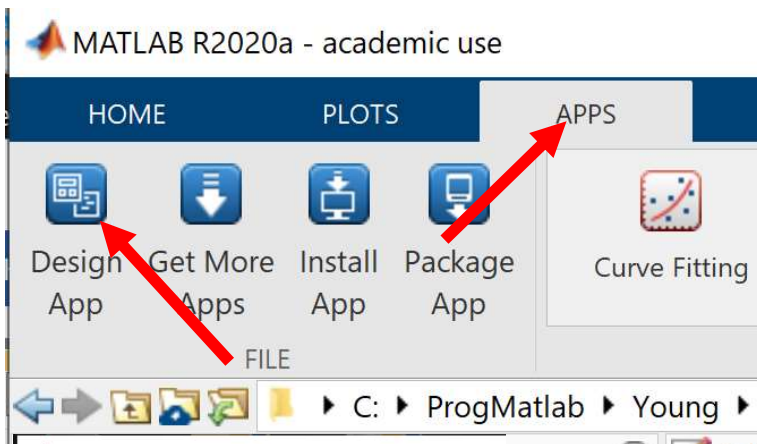 MATLAB R2020a - academic use
HOME PLOTS APPS
Design Get More Install Package
App Apps App App
Curve Fitting
FILE
C: ProgMatlab Young